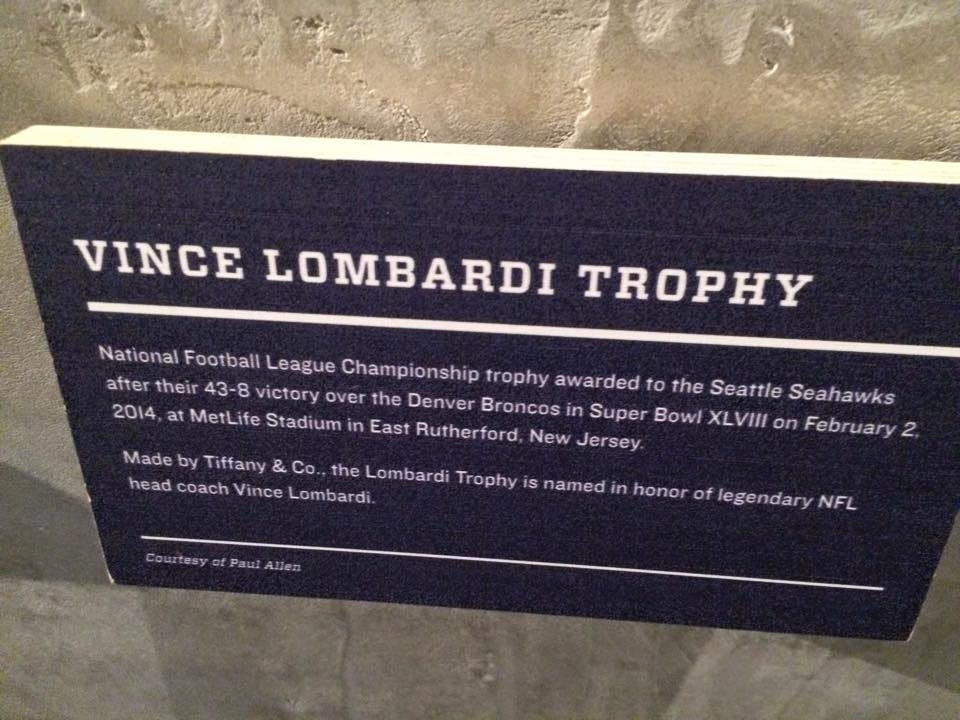 VINCE LOMBARDI TROPHY
National Football League Championship trophy awarded to the Seattle Seahawks
after their 43-8 victory over the Denver Broncos in Super Bowl XLVIII on February 2,
2014, at MetLife Stadium in East Rutherford, New Jersey.
Made by Tiffany & Co., the Lombardi Trophy is named in honor of legendary NFL
head coach Vince Lombardi.
Courtesy of Paul Allen